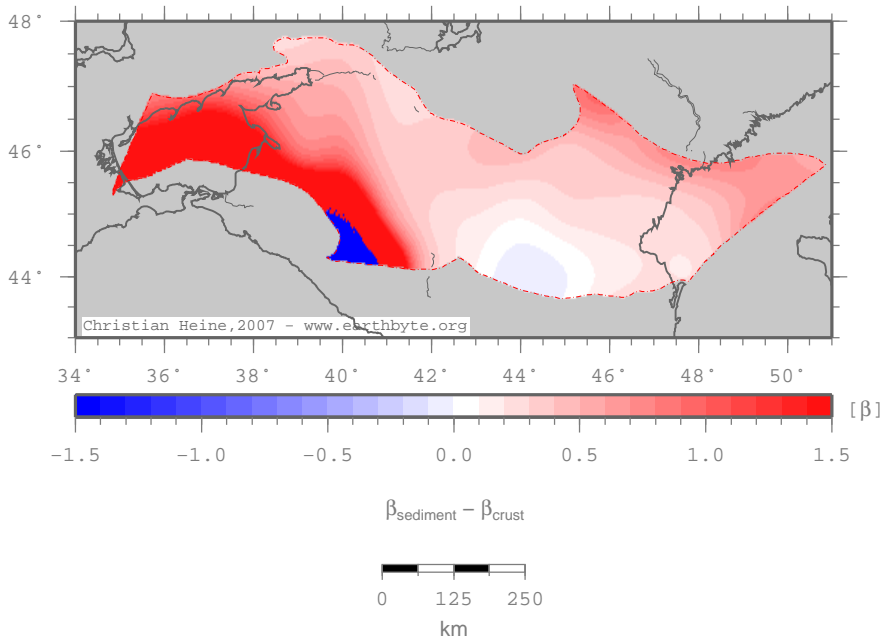 48°
46°
44°
Christian Heine,2007 - www.earthbyte.org
34° 36° 38° 40° 42° 44° 46° 48° 50°
[β]
−1.5 −1.0 −0.5 0.0 0.5 1.0 1.5
βsediment − βcrust
0 125 250
km